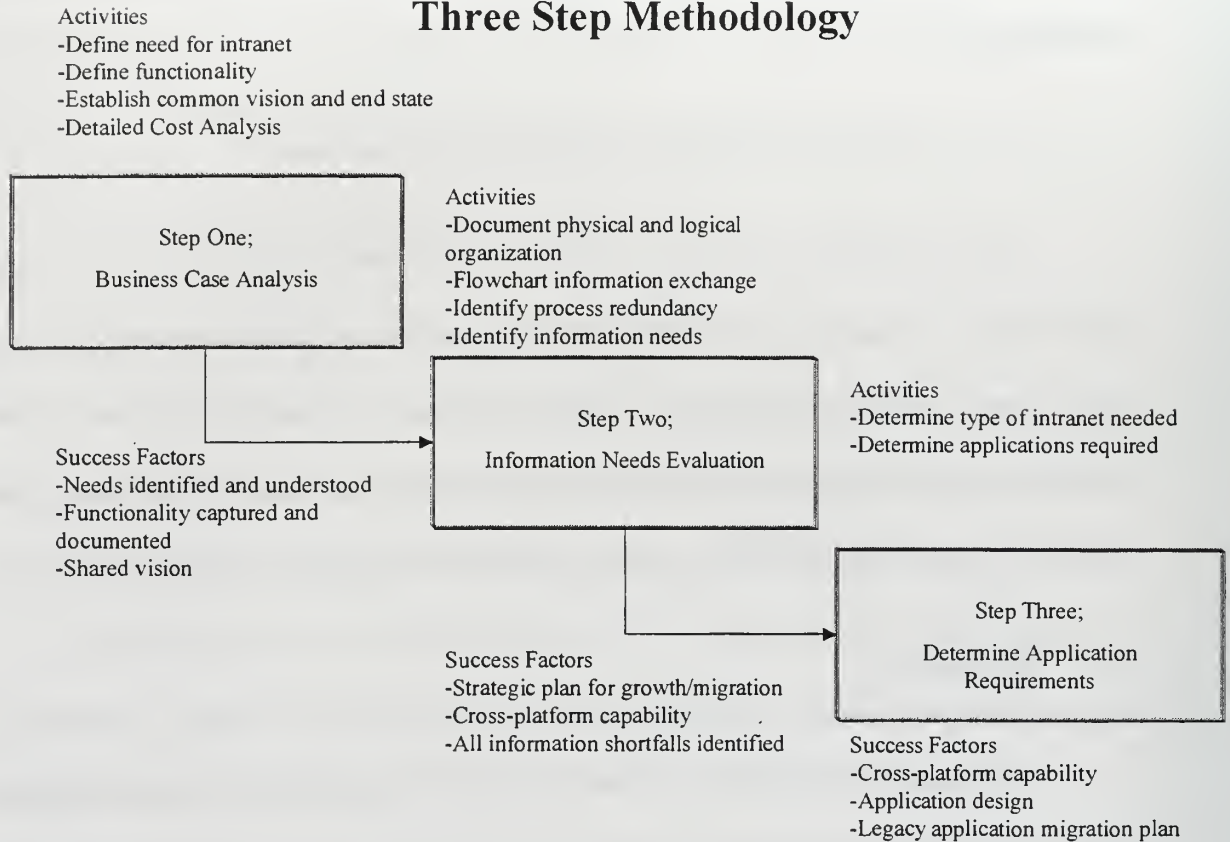 Three Step Methodology
Activities
-Define need for intranet
-Define functionality
-Establish common vision and end state
-Detailed Cost Analysis
Step One;
Business Case Analysis
Success Factors
-Needs identified and understood
-Functionality captured and
documented
-Shared vision
Activities
-Document physical and logical
organization
-Flowchart information exchange
-Identify process redundancy
-Identify information needs
Step Two;
Information Needs Evaluation
Success Factors
-Strategic plan for growth/migration
-Cross-platform capability
-All information shortfalls identified
Activities
-Determine type of intranet needed
-Determine applications required
Step Three;
Determine Application
Requirements
Success Factors
-Cross-platform capability
-Application design
-Legacy application migration plan